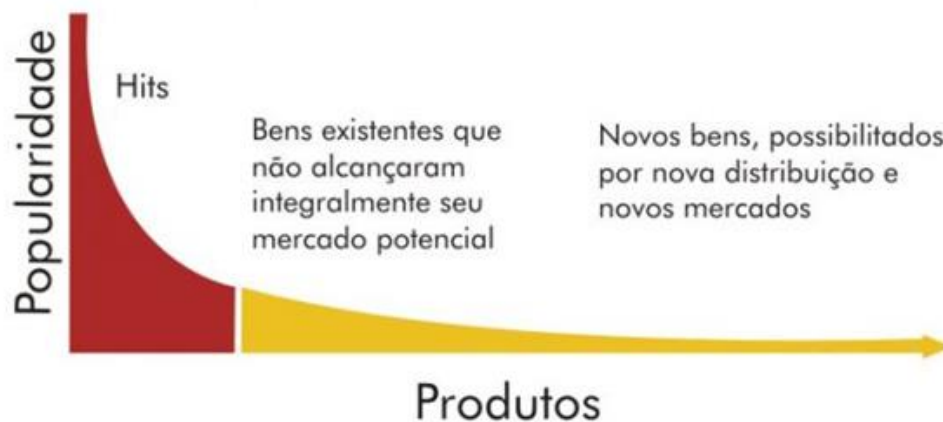 Popularidade
Hits
Bens existentes que
não alcançaram
integralmente seu
mercado potencial
Novos bens, possibilitados
por nova distribuição e
novos mercados
Produtos